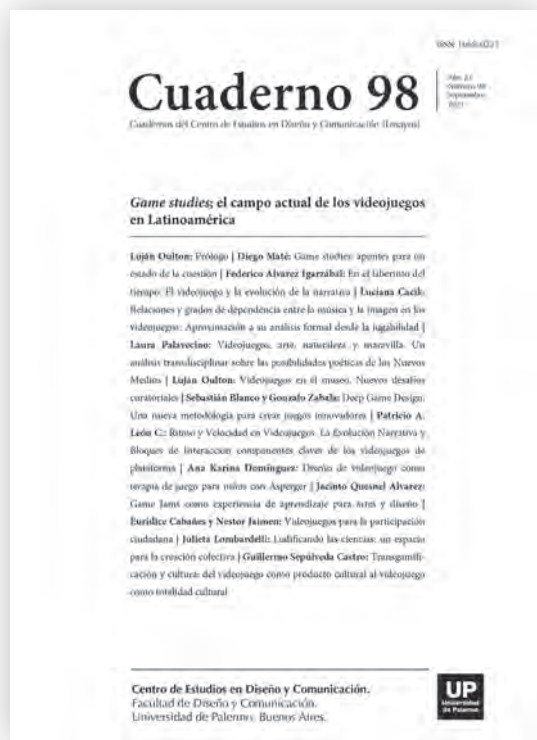 Cuaderno 98
Cuadernos del Centro de Estudios en Diseño y Comunicación [Ensayos]
Game studies; el campo actual de los videojuegos
en Latinoamérica
Luján Oulton: Prólogo | Diego Maté: Game studies: apuntes para un
estado de la cuestión | Federico Alvarez Igarzábal: En el laberinto del
tiempo. El videojuego y la evolución de la narrativa | Luciana Cacik:
Relaciones y grados de dependencia entre la música y la imagen en los
videojuegos: Aproximación a su análisis formal desde la jugabilidad |
Laura Palavecino: Videojuegos, arte, naturaleza y maravilla. Un
análisis transdisciplinar sobre las posibilidades poéticas de los Nuevos
Medios | Luján Oulton: Videojuegos en el museo. Nuevos desafíos
curatoriales | Sebastián Blanco y Gonzalo Zabala: Deep Game Design.
Una nueva metodología para crear juegos innovadores | Patricio A.
León C.: Ritmo y Velocidad en Videojuegos. La Evolución Narrativa y
Bloques de Interacción componentes claves de los videojuegos de
plataforma | Ana Karina Domínguez: Diseño de videojuego como
terapia de juego para niños con Asperger | Jacinto Quesnel Alvarez:
Game Jams como experiencia de aprendizaje para artes y diseño |
Eurídice Cabañes y Nestor Jaimen: Videojuegos para la participación
ciudadana | Julieta Lombardelli: Ludificando las ciencias: un espacio
para la creación colectiva | Guillermo Sepúlveda Castro: Transgamifi-
cación y cultura: del videojuego como producto cultural al videojuego
como totalidad cultural
Centro de Estudios en Diseño y Comunicación.
Facultad de Diseño y Comunicación.
Universidad de Palermo. Buenos Aires.
UP
Universidad
de Palermo